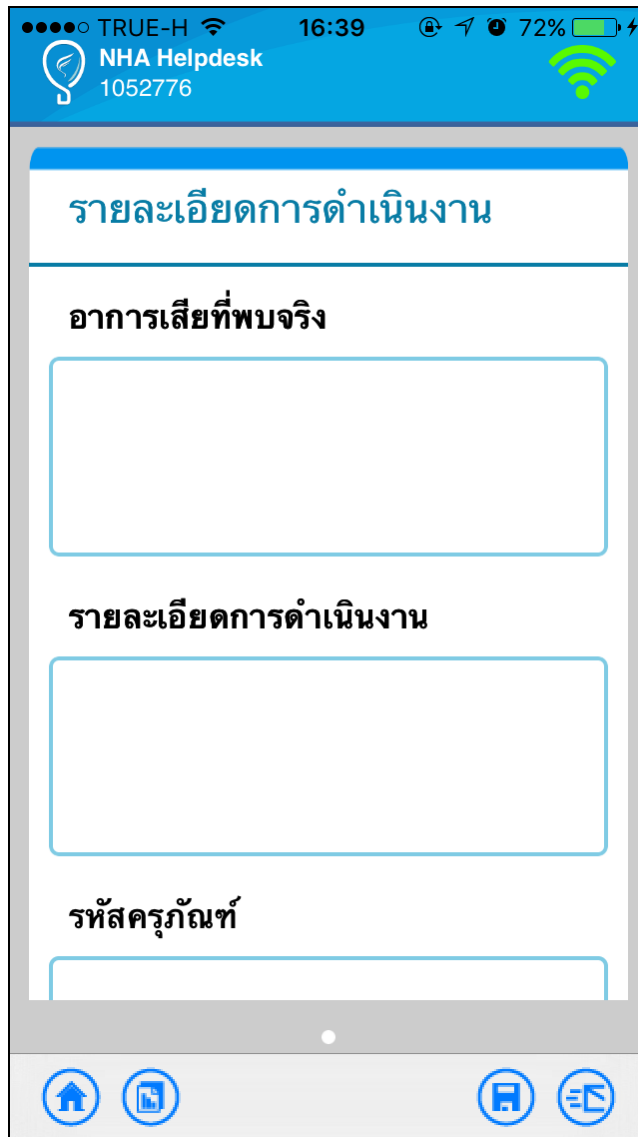 TRUE-H 16:39 72%
NHA Helpdesk
1052776
รายละเอียดการดำเนินงาน
อาการเสียที่พบจริง
รายละเอียดการดำเนินงาน
รหัสครุภัณฑ์